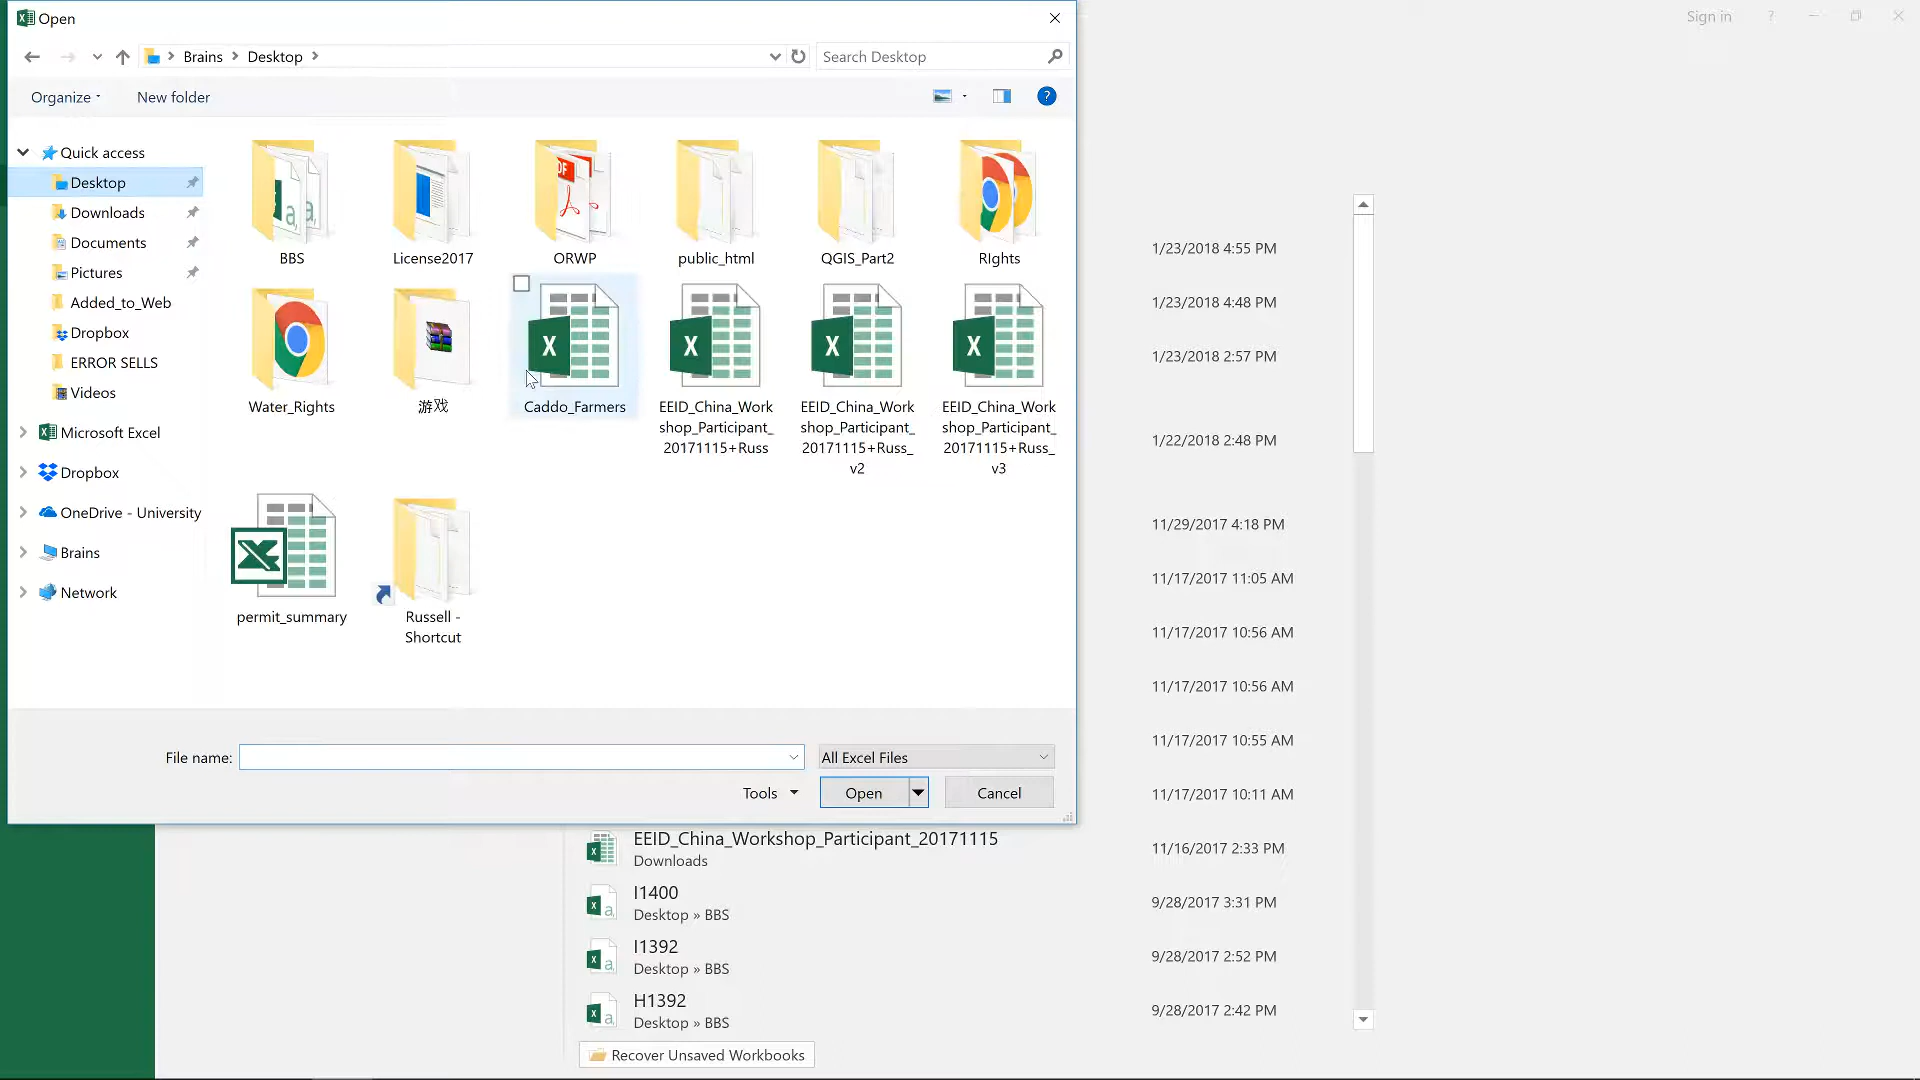 Open
Sign in
?
Brains
Desktop
Search Desktop
Organize
New folder
?
Quick access
Desktop
Downloads
Documents
Pictures
Added_to_Web
Dropbox
ERROR SELLS
Videos
Microsoft Excel
Dropbox
OneDrive - University
Brains
Network
BBS
License2017
ORWP
public_html
QGIS_Part2
RIghts
Water_Rights
游戏
Caddo_Farmers
EEID_China_Work
shop_Participant_
20171115+Russ
EEID_China_Work
shop_Participant_
20171115+Russ_
v2
EEID_China_Work
shop_Participant_
20171115+Russ_
v3
permit_summary
Russell -
Shortcut
File name:
All Excel Files
Tools
Open
Cancel
1/23/2018 4:55 PM
1/23/2018 4:48 PM
1/23/2018 2:57 PM
1/22/2018 2:48 PM
11/29/2017 4:18 PM
11/17/2017 11:05 AM
11/17/2017 10:56 AM
11/17/2017 10:56 AM
11/17/2017 10:55 AM
11/17/2017 10:11 AM
EEID_China_Workshop_Participant_20171115
Downloads
11/16/2017 2:33 PM
I1400
Desktop » BBS
9/28/2017 3:31 PM
I1392
Desktop » BBS
9/28/2017 2:52 PM
H1392
Desktop » BBS
9/28/2017 2:42 PM
Recover Unsaved Workbooks